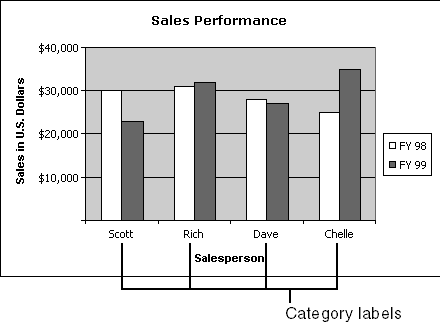 Sales Performance
$40,000
$30,000
$20,000
$10,000
Sales in U.S. Dollars
FY 98
FY 99
Scott Rich Dave Chelle
Salesperson
Category labels